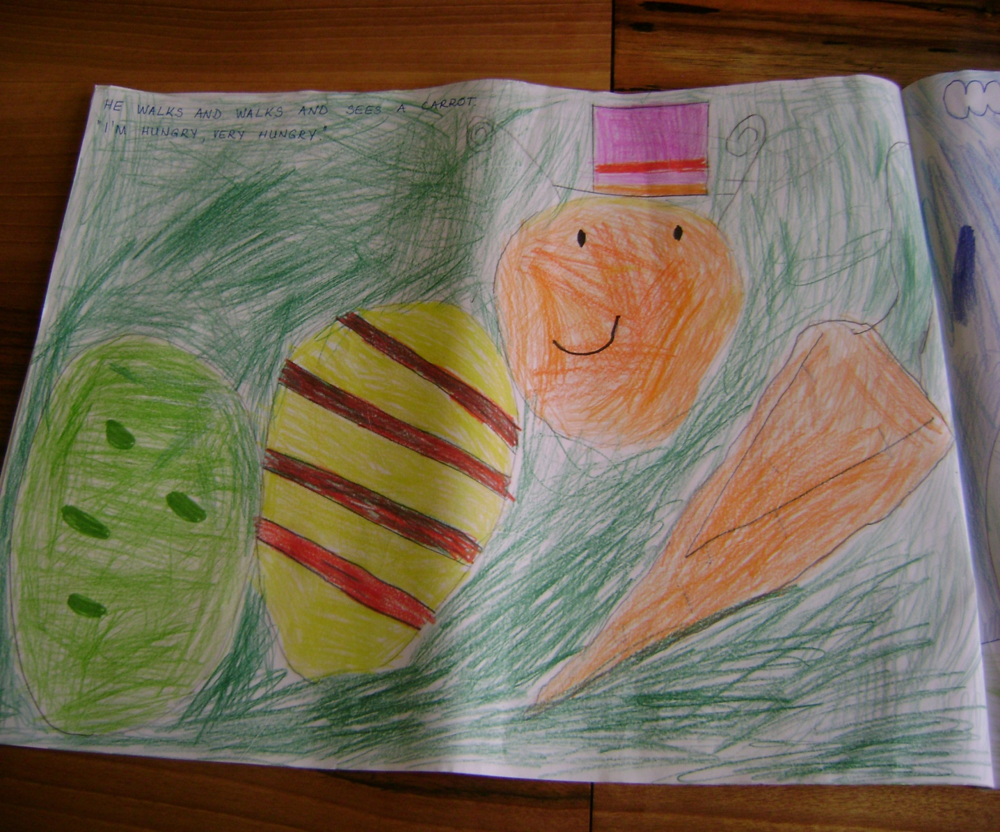 HE WALKS AND WALKS AND SEES A CARROT.
"I'M HUNGRY, VERY HUNGRY."